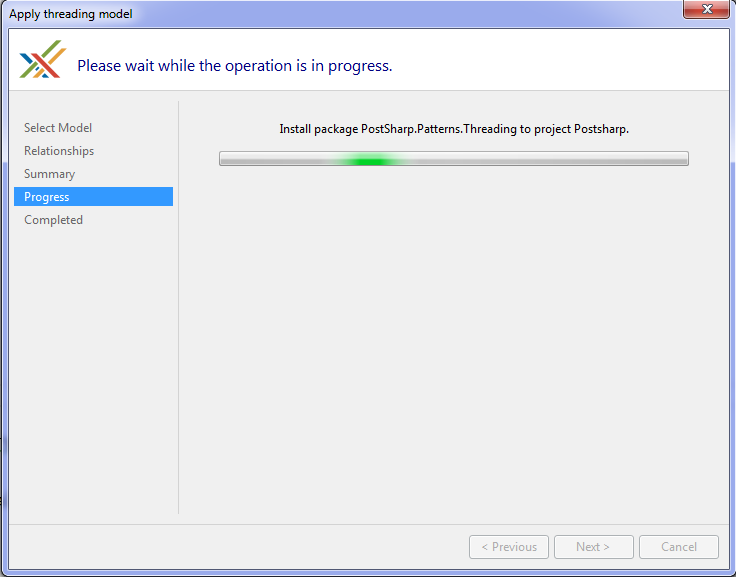 Apply threading model
Please wait while the operation is in progress.
Select Model
Relationships
Summary
Progress
Completed
Install package PostSharp.Patterns.Threading to project Postsharp.
< Previous
Next >
Cancel